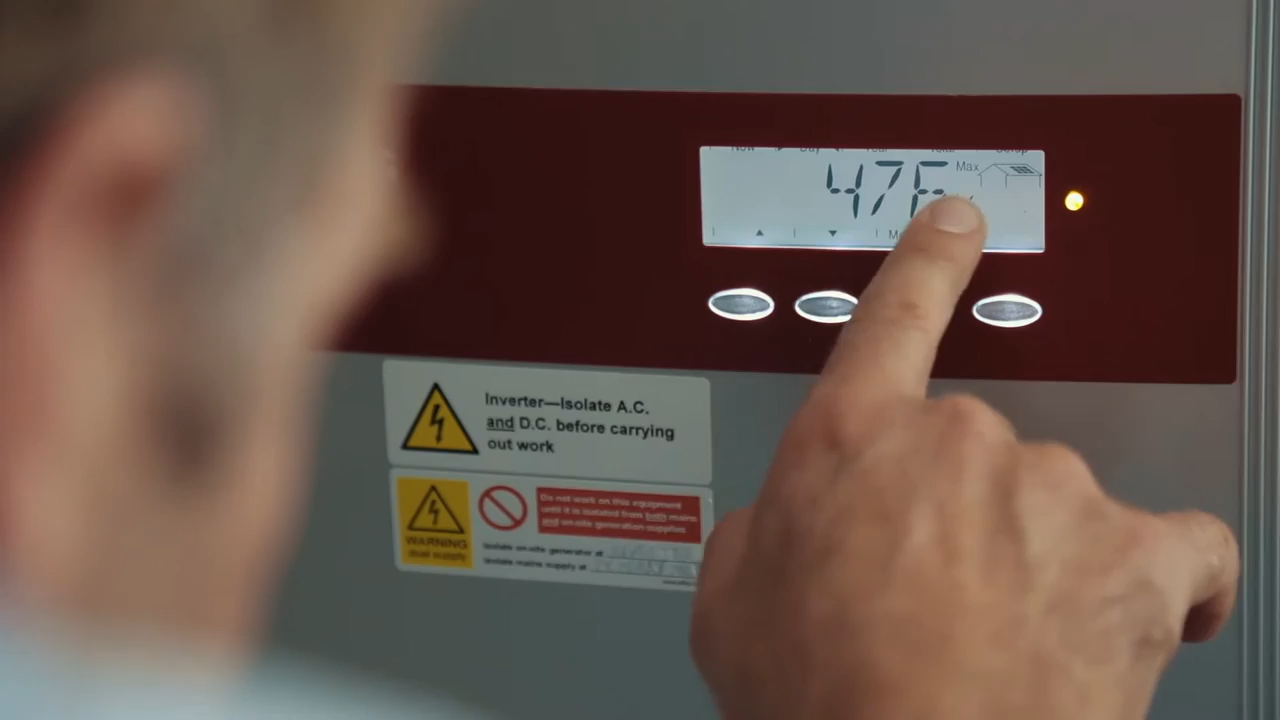 Now Day Total Setup
47
Max
Inverter—Isolate A.C.
and D.C. before carrying
out work
Do not work on this equipment
until it is isolated from both mains
and on-site generation supplies
WARNING
dual supply
Isolate on-site generator at
Isolate mains supply at